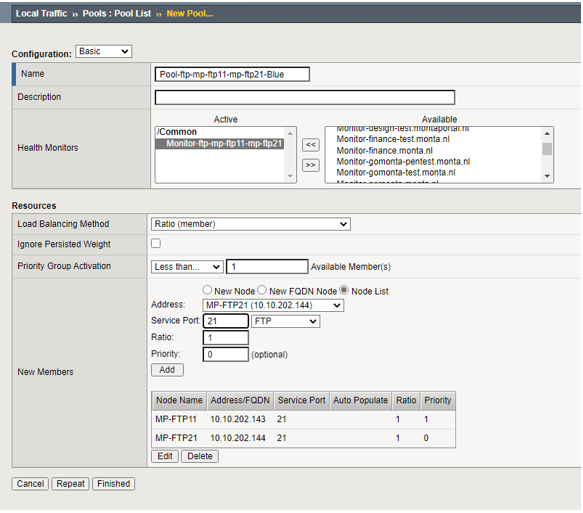 Local Traffic » Pools : Pool List » New Pool...
Configuration: Basic
Name Pool-ftp-mp-ftp11-mp-ftp21-Blue
Description
Active Available
Health Monitors
/Common
Monitor-ftp-mp-ftp11-mp-ftp21
<< >>
Monitor-design-test.montaportal.nl
Monitor-finance-test.monta.nl
Monitor-finance.monta.nl
Monitor-gomonta-pentest.monta.nl
Monitor-gomonta-test.monta.nl
Monitor-gomonta.monta.nl
Resources
Load Balancing Method Ratio (member)
Ignore Persisted Weight
Priority Group Activation Less than... 1 Available Member(s)
New Members
New Node New FQDN Node Node List
Address: MP-FTP21 (10.10.202.144)
Service Port: 21 FTP
Ratio: 1
Priority: 0 (optional)
Add
Node Name Address/FQDN Service Port Auto Populate Ratio Priority
MP-FTP11 10.10.202.143 21 1 1
MP-FTP21 10.10.202.144 21 1 0
Edit Delete
Cancel Repeat Finished